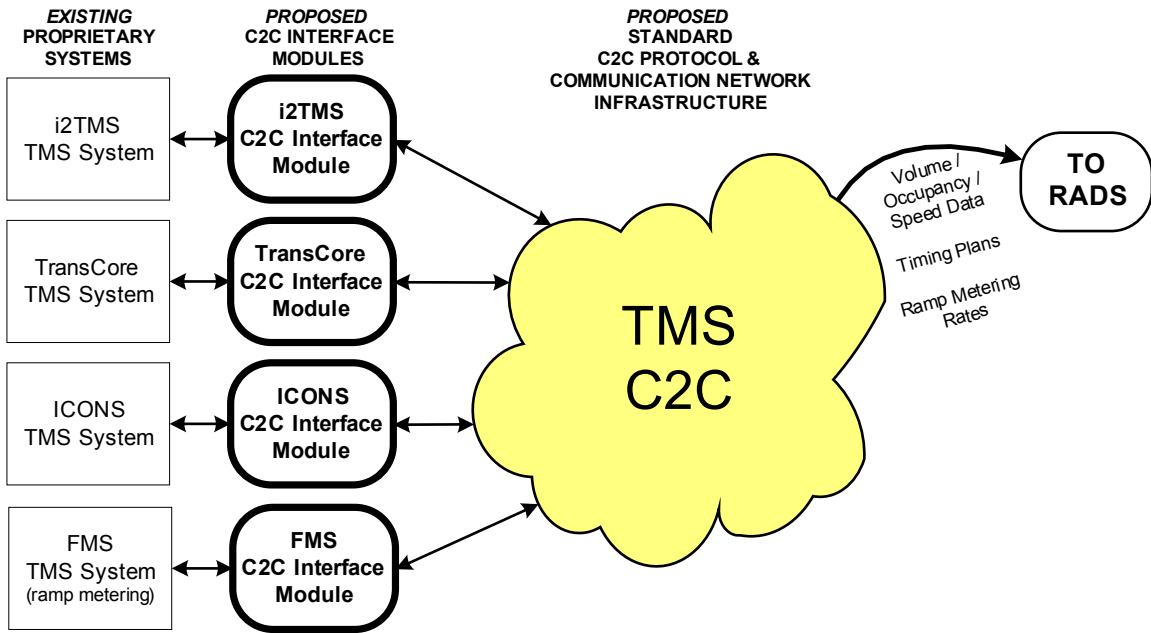 EXISTING
PROPRIETARY
SYSTEMS
PROPOSED
C2C INTERFACE
MODULES
PROPOSED
STANDARD
C2C PROTOCOL &
COMMUNICATION NETWORK
INFRASTRUCTURE
i2TMS
TMS System
i2TMS
C2C Interface
Module
TransCore
TMS System
TransCore
C2C Interface
Module
ICONS
TMS System
ICONS
C2C Interface
Module
FMS
TMS System
(ramp metering)
FMS
C2C Interface
Module
TMS
C2C
Volume /
Occupancy /
Speed Data
Timing Plans
Ramp Metering
Rates
TO
RADS